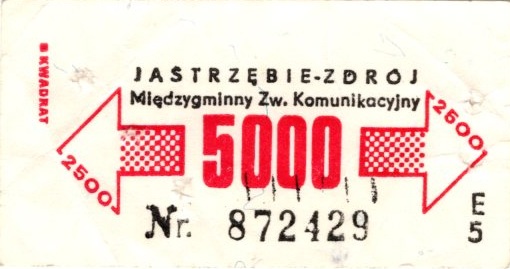 KWADRAT
JASTRZĘBIE-ZDRÓJ
Międzygminny Zw. Komunikacyjny
2500
5000
2500
Nr. 872429
E
5